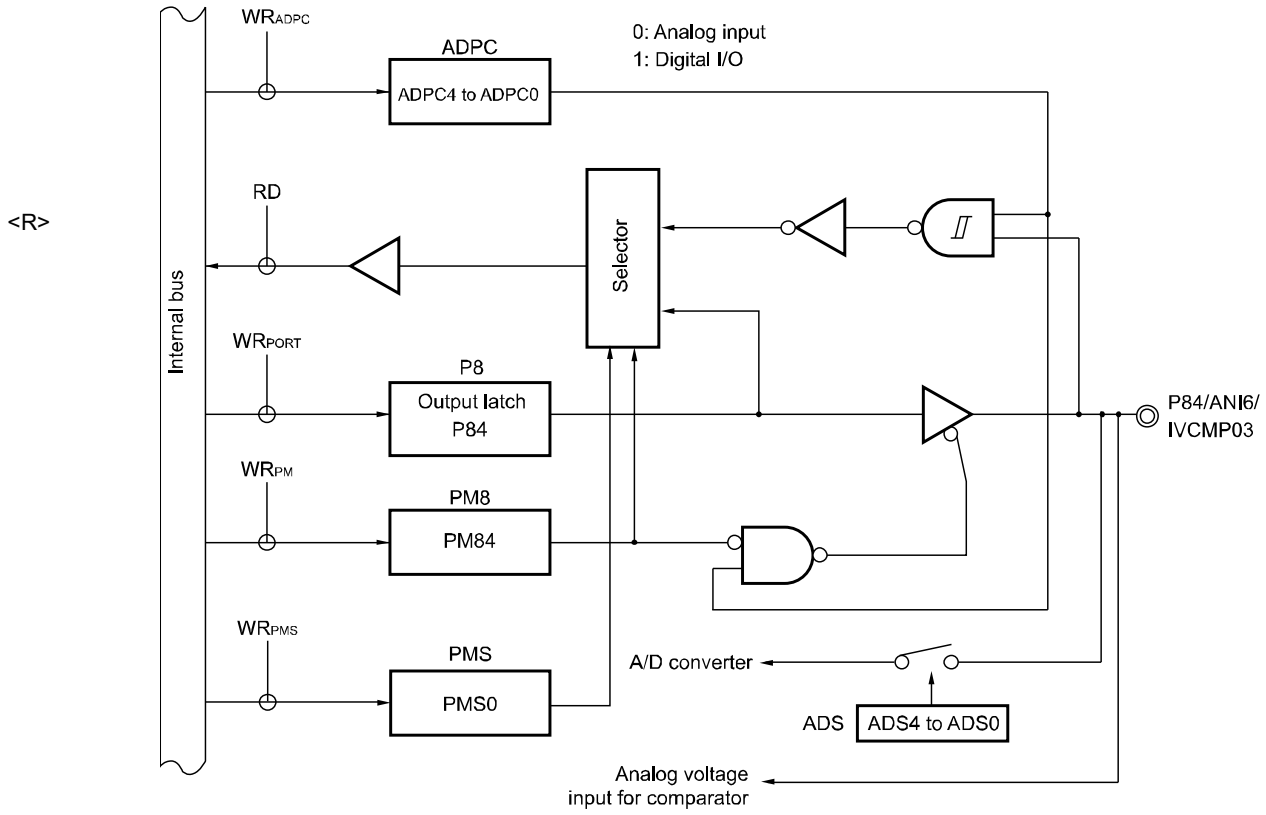 WRADPC
ADPC
0: Analog input
1: Digital I/O
ADPC4 to ADPC0
<R>
RD
Selector
Internal bus
WRPORT
P8
Output latch
P84
P84/ANI6/
IVCMP03
WRPM
PM8
PM84
WRPMS
PMS
PMS0
A/D converter
ADS
ADS4 to ADS0
Analog voltage
input for comparator